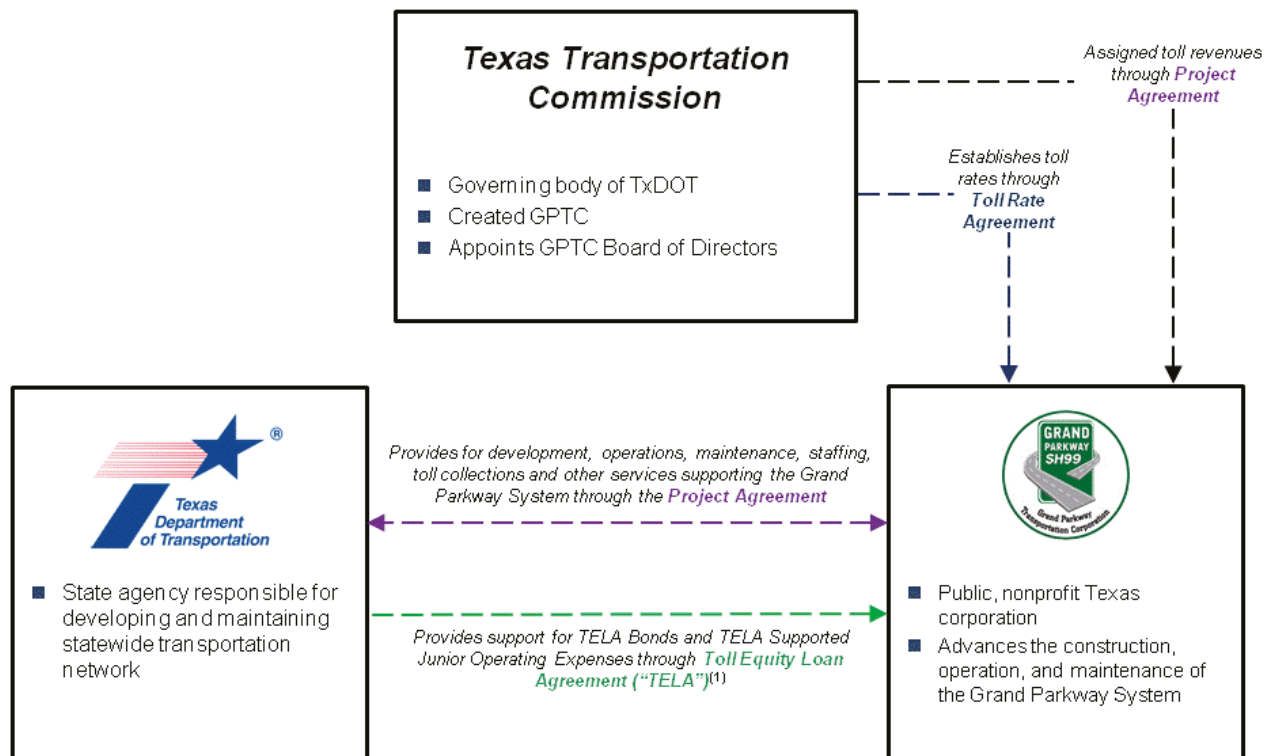 Texas Transportation
Commission
Governing body of TxDOT
Created GPTC
Appoints GPTC Board of Directors
Assigned toll revenues
through Project
Agreement
Establishes toll
rates through
Toll Rate
Agreement
®
Texas
Department
of Transportation
State agency responsible for
developing and maintaining
statewide transportation
network
Provides for development, operations, maintenance, staffing,
toll collections and other services supporting the Grand
Parkway System through the Project Agreement
Provides support for TELA Bonds and TELA Supported
Junior Operating Expenses through Toll Equity Loan
Agreement (“TELA”)(1)
GRAND
PARKWAY
SH99
Grand Parkway
Transportation Corporation
Public, nonprofit Texas
corporation
Advances the construction,
operation, and maintenance of
the Grand Parkway System